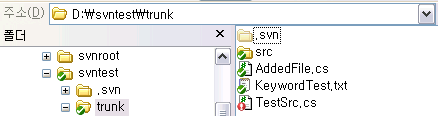 주소(D) D:\svntest\trunk
폴더
svnroot
svntest
.svn
trunk
.svn
src
AddedFile.cs
KeywordTest.txt
TestSrc.cs